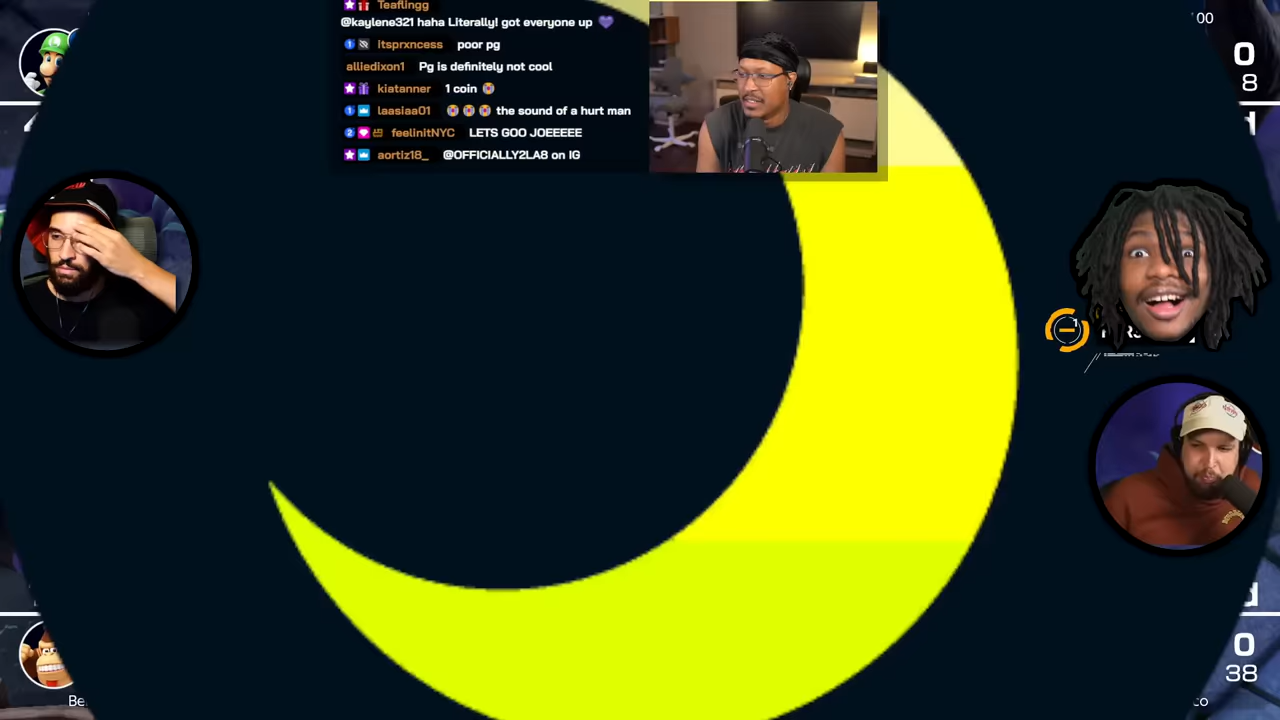 Teaflingg
@kaylene321 haha Literally! got everyone up
itsprxncess poor pg
alliedixon1 Pg is definitely not cool
kiatanner 1 coin
laasiaa01 the sound of a hurt man
feelinitNYC LETS GOO JOEEEEE
aortiz18_ @OFFICIALLY2LA8 on IG
00
0
8
d
d
0
38
Be
co